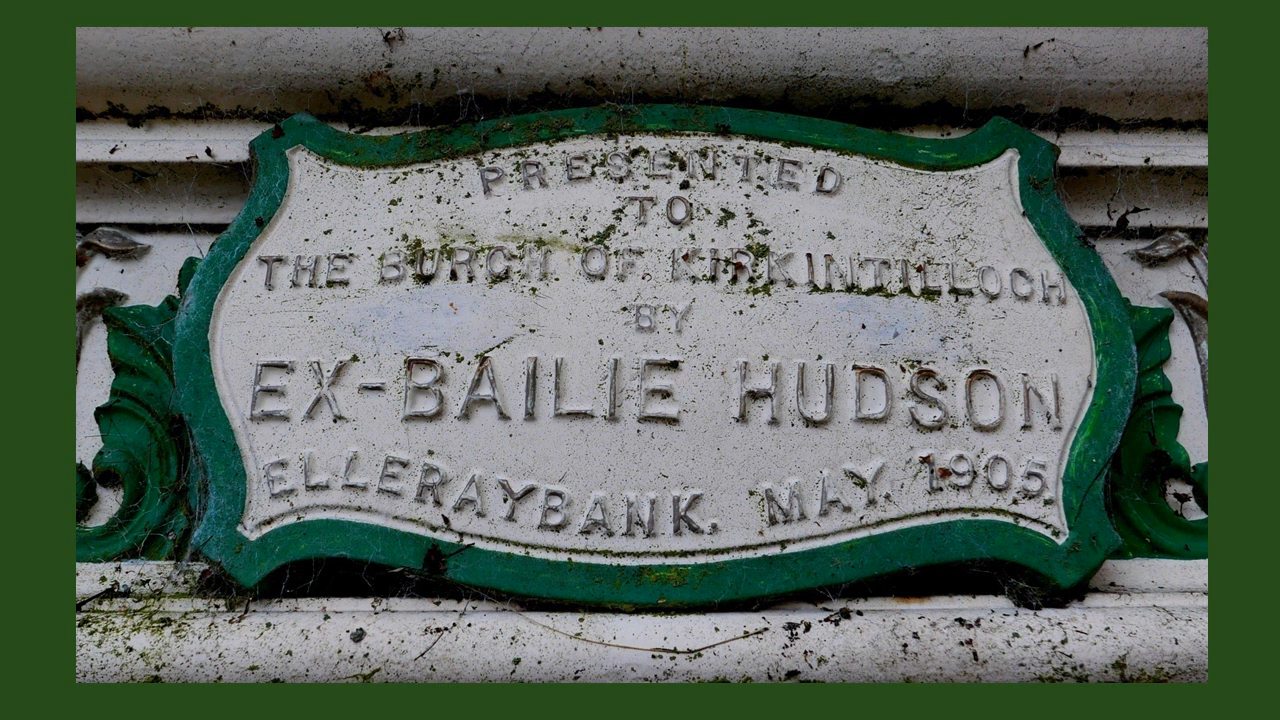 PRESENTED
TO
THE BURGH OF KIRKINTILLOCH
BY
EX-BAILIE HUDSON
ELLERAYBANK. MAY. 1905